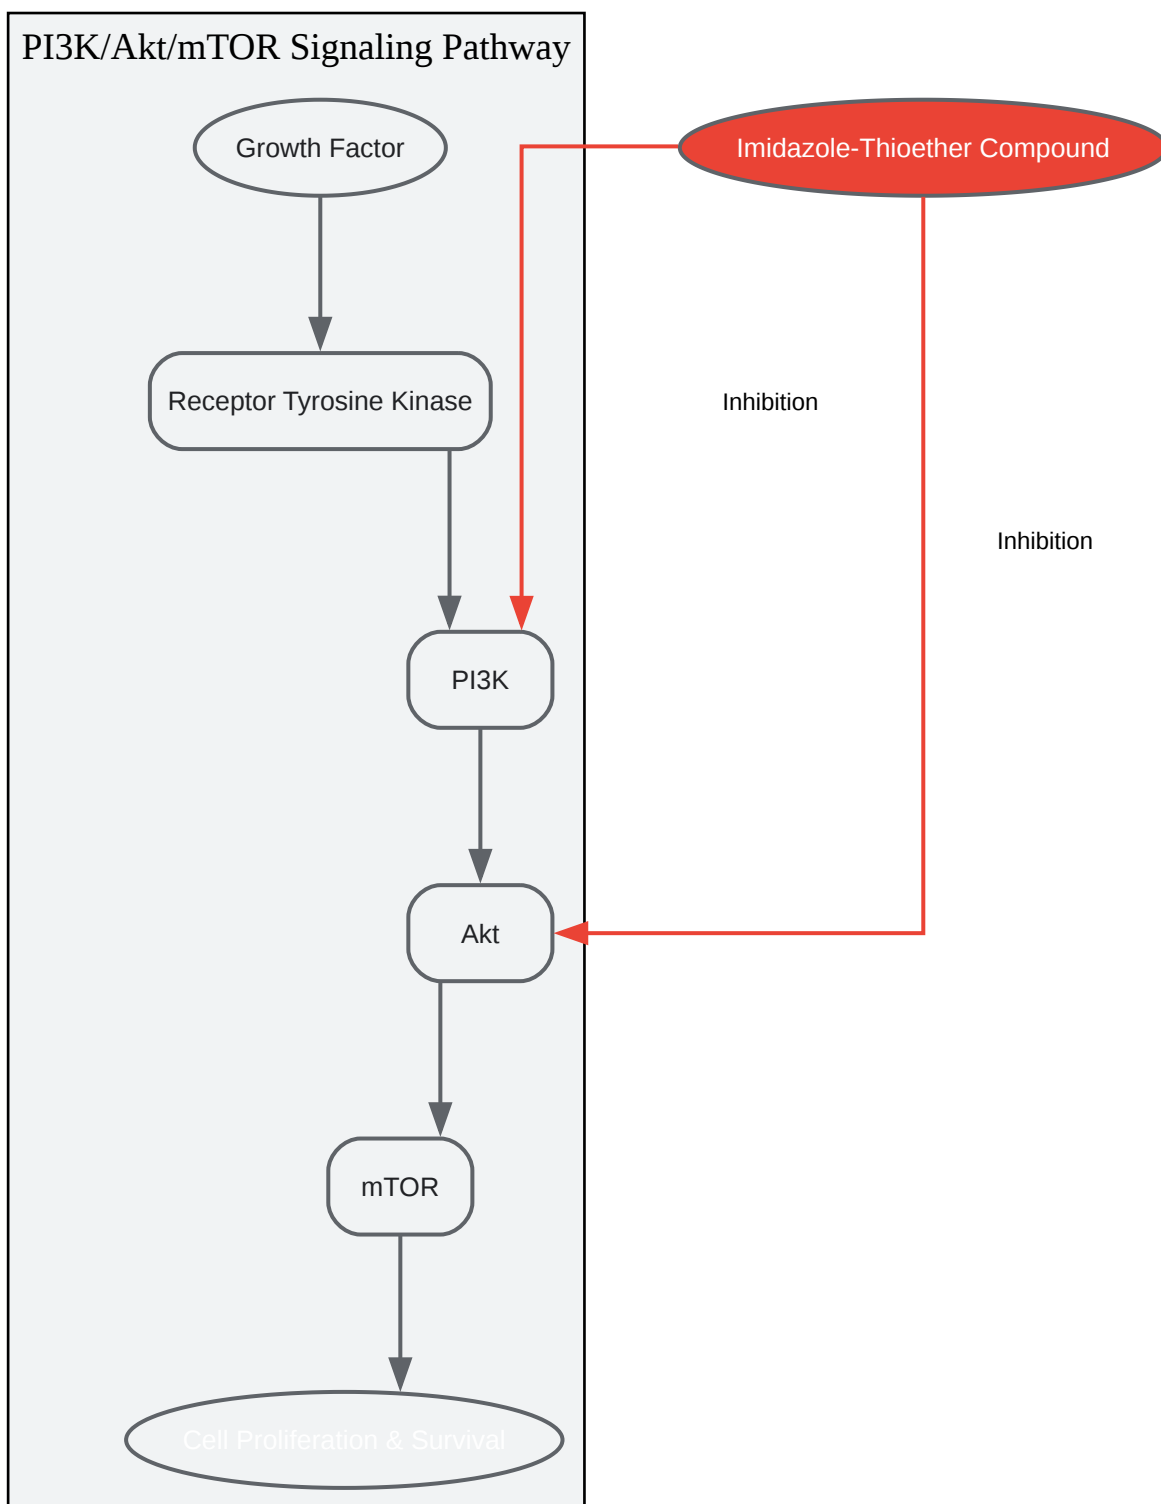 PI3K/Akt/mTOR Signaling Pathway
Growth Factor
Imidazole-Thioether Compound
Receptor Tyrosine Kinase
Inhibition
Inhibition
PI3K
Akt
mTOR
Cell Proliferation & Survival